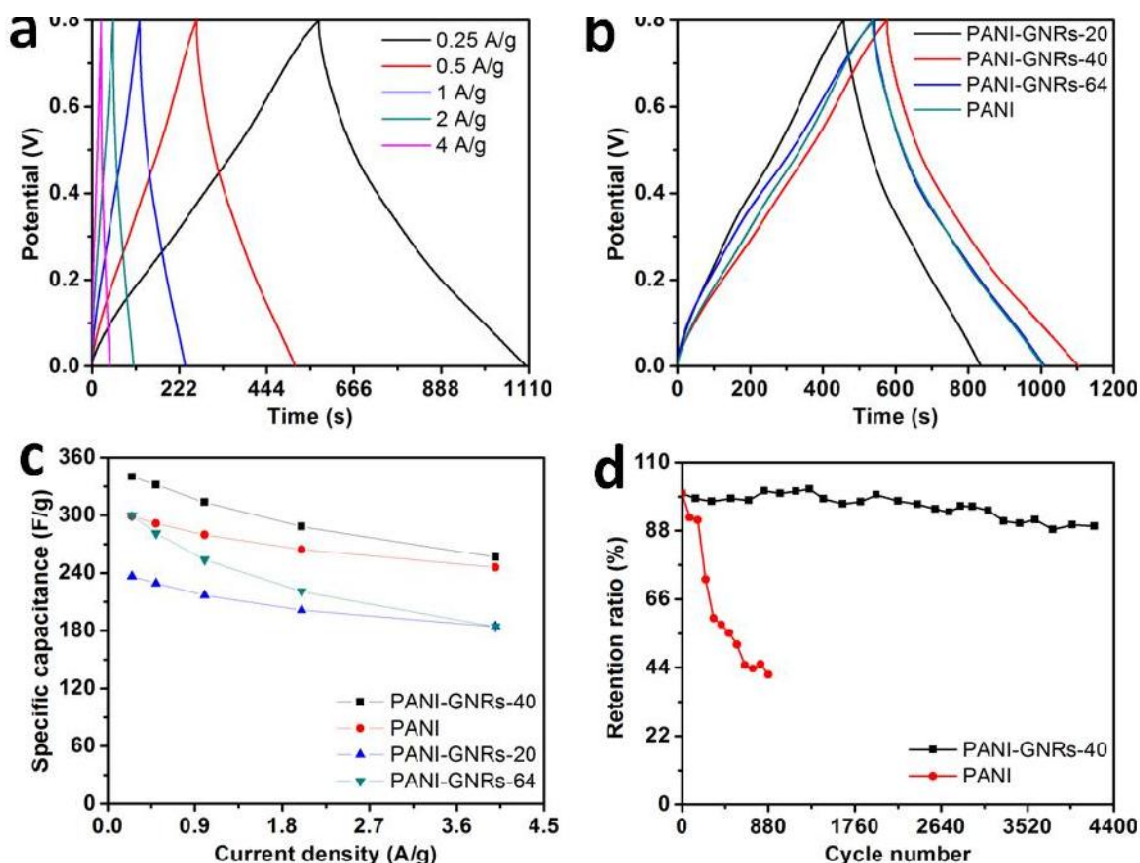 a
0.8
0.6
0.4
0.2
0.0
Potential (V)
0.25 A/g
0.5 A/g
1 A/g
2 A/g
4 A/g
0 222 444 666 888 1110
Time (s)
b
0.8
0.6
0.4
0.2
0.0
Potential (V)
PANI-GNRs-20
PANI-GNRs-40
PANI-GNRs-64
PANI
0 200 400 600 800 1000 1200
Time (s)
c
360
300
240
180
120
60
0
Specific capacitance (F/g)
PANI-GNRs-40
PANI
PANI-GNRs-20
PANI-GNRs-64
0.0 0.9 1.8 2.7 3.6 4.5
Current density (A/g)
d
110
88
66
44
22
0
Retention ratio (%)
PANI-GNRs-40
PANI
0 880 1760 2640 3520 4400
Cycle number